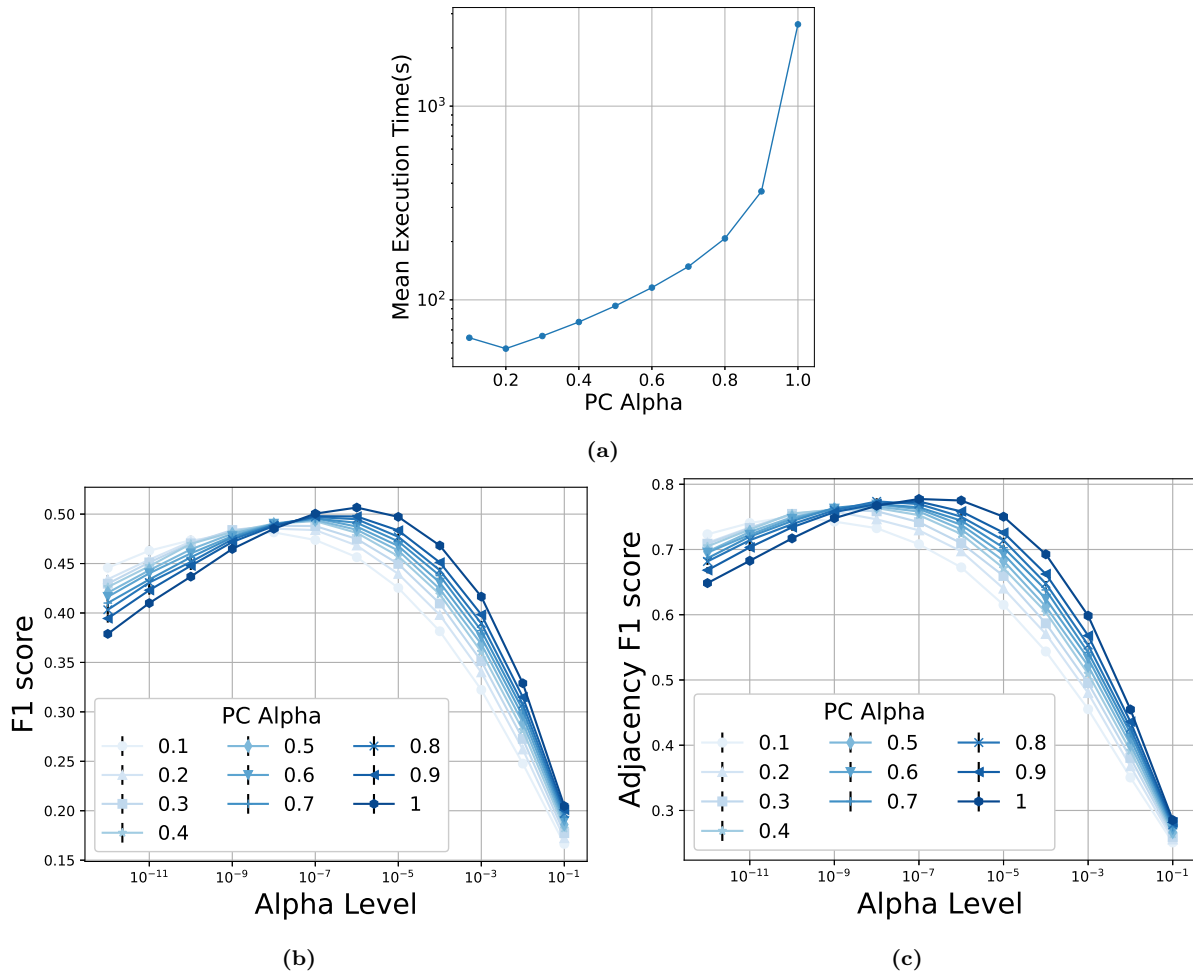 Mean Execution Time(s)
10³
10²
0.2 0.4 0.6 0.8 1.0
PC Alpha
(a)
F1 score
0.50
0.45
0.40
0.35
0.30
0.25
0.20
0.15
PC Alpha
0.1 0.5 0.8
0.2 0.6 0.9
0.3 0.7 1
0.4
10⁻¹¹ 10⁻⁹ 10⁻⁷ 10⁻⁵ 10⁻³ 10⁻¹
Alpha Level
(b)
Adjacency F1 score
0.8
0.7
0.6
0.5
0.4
0.3
PC Alpha
0.1 0.5 0.8
0.2 0.6 0.9
0.3 0.7 1
0.4
10⁻¹¹ 10⁻⁹ 10⁻⁷ 10⁻⁵ 10⁻³ 10⁻¹
Alpha Level
(c)